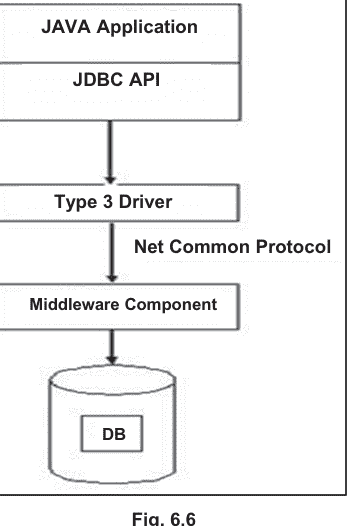 JAVA Application
JDBC API
Type 3 Driver
Net Common Protocol
Middleware Component
DB
Fig. 6.6